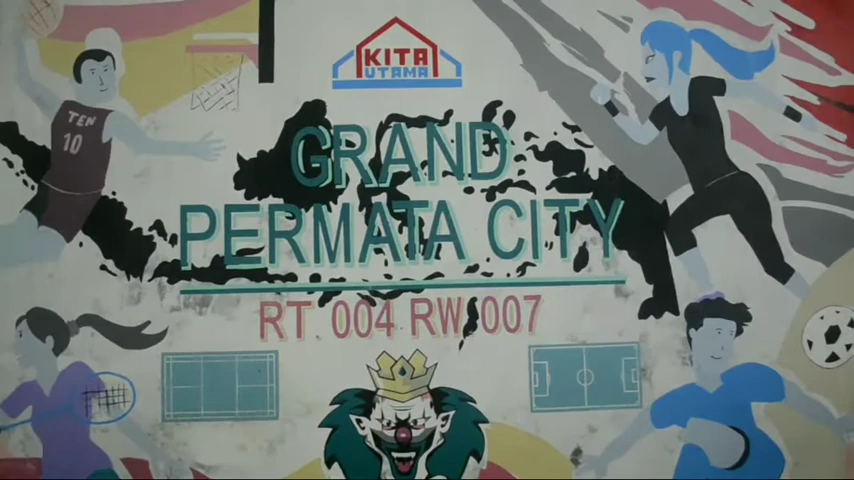 KITA
UTAMA
TEN
10
GRAND
PERMATA CITY
RT 004 RW 007